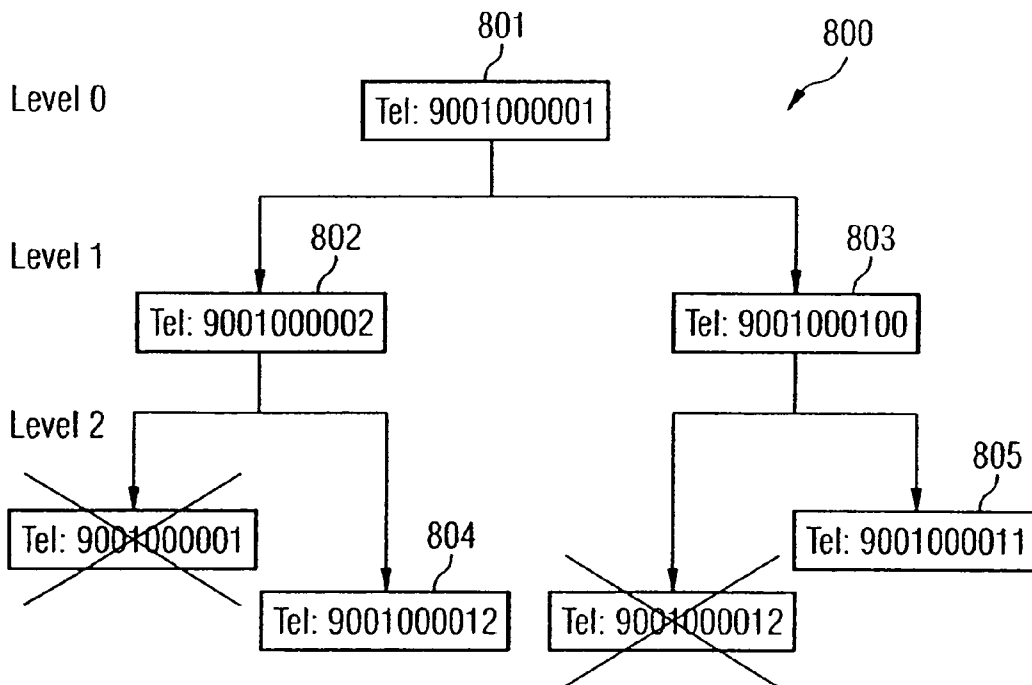 801
800
Level 0
Tel: 9001000001
Level 1
802
803
Tel: 9001000002
Tel: 9001000100
Level 2
805
Tel: 9001000001
804
Tel: 9001000011
Tel: 9001000012
Tel: 9001000012